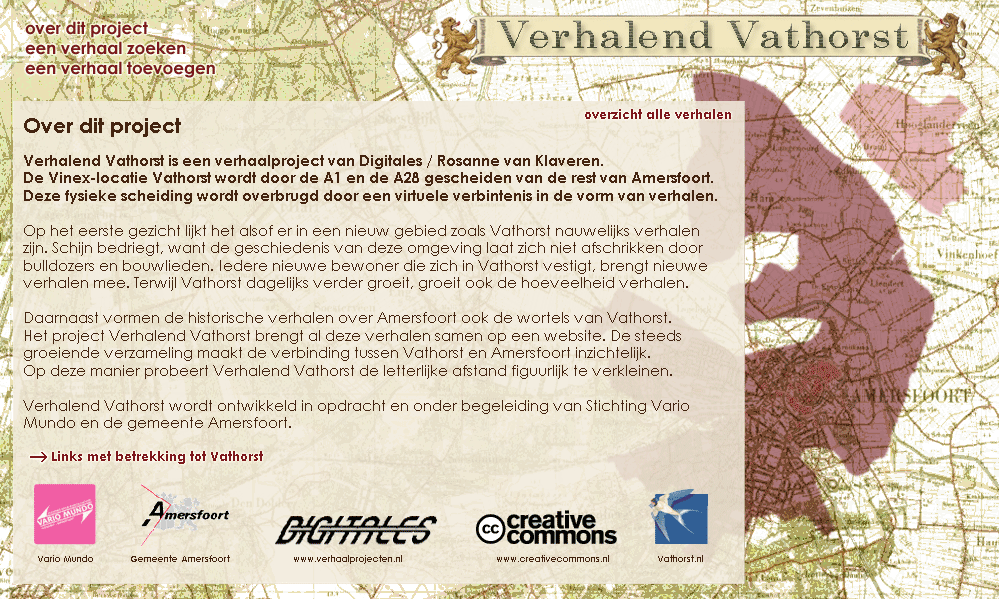 over dit project
een verhaal zoeken
een verhaal toevoegen
Verhalend Vathorst
overzicht alle verhalen
Over dit project
Verhalend Vathorst is een verhaalproject van Digitales / Rosanne van Klaveren.
De Vinex-locatie Vathorst wordt door de A1 en de A28 gescheiden van de rest van Amersfoort.
Deze fysieke scheiding wordt overbrugd door een virtuele verbintenis in de vorm van verhalen.
Op het eerste gezicht lijkt het alsof er in een nieuw gebied zoals Vathorst nauwelijks verhalen
zijn. Schijn bedriegt, want de geschiedenis van deze omgeving laat zich niet afschrikken door
bulldozers en bouwlieden. Iedere nieuwe bewoner die zich in Vathorst vestigt, brengt nieuwe
verhalen mee. Terwijl Vathorst dagelijks verder groeit, groeit ook de hoeveelheid verhalen.
Daarnaast vormen de historische verhalen over Amersfoort ook de wortels van Vathorst.
Het project Verhalend Vathorst brengt al deze verhalen samen op een website. De steeds
groeiende verzameling maakt de verbinding tussen Vathorst en Amersfoort inzichtelijk.
Op deze manier probeert Verhalend Vathorst de letterlijke afstand figuurlijk te verkleinen.
Verhalend Vathorst wordt ontwikkeld in opdracht en onder begeleiding van Stichting Vario
Mundo en de gemeente Amersfoort.
→ Links met betrekking tot Vathorst
VARIO MUNDO
Amersfoort
DIGITALES
cc creative
commons
Vario Mundo
Gemeente Amersfoort
www.verhaalprojecten.nl
www.creativecommons.nl
Vathorst.nl
Zevenhuizen
Hooglanderveen
Vinkenhoef
AMERSFOORT